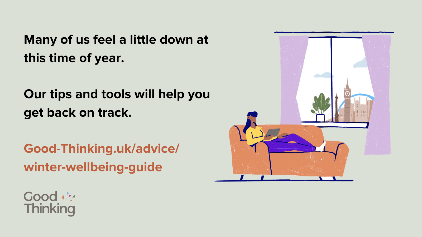 Many of us feel a little down at
this time of year.
Our tips and tools will help you
get back on track.
Good-Thinking.uk/advice/
winter-wellbeing-guide
Good
Thinking